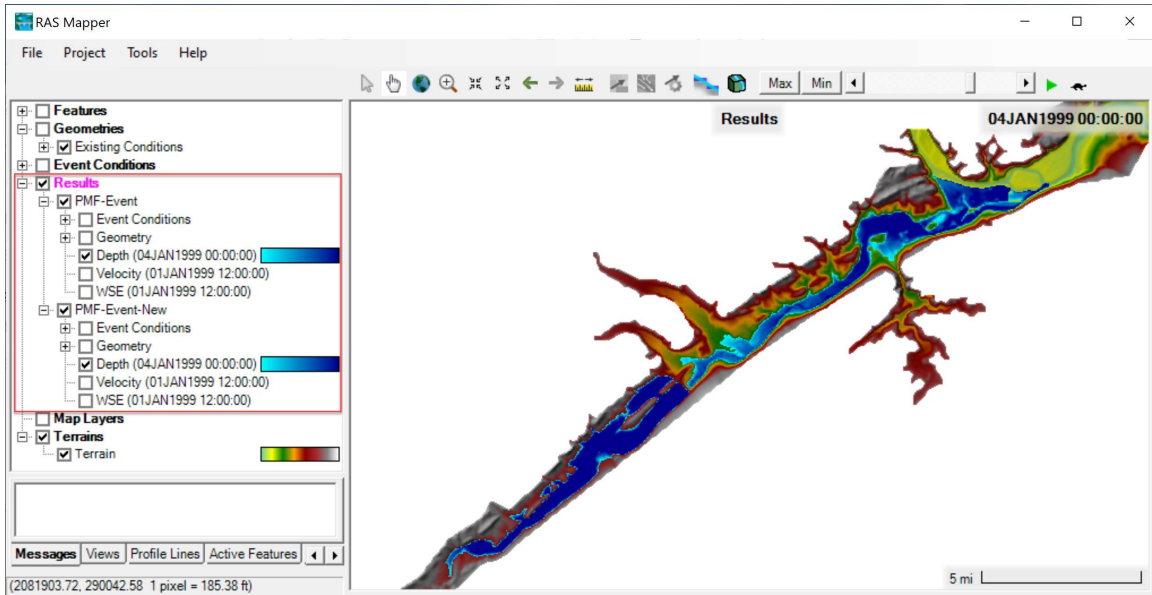 RAS Mapper
File Project Tools Help
Max Min
Features
Geometries
Existing Conditions
Event Conditions
Results
PMF-Event
Event Conditions
Geometry
Depth (04JAN1999 00:00:00)
Velocity (01JAN1999 12:00:00)
WSE (01JAN1999 12:00:00)
PMF-Event-New
Event Conditions
Geometry
Depth (04JAN1999 00:00:00)
Velocity (01JAN1999 12:00:00)
WSE (01JAN1999 12:00:00)
Map Layers
Terrains
Terrain
Messages Views Profile Lines Active Features
(2081903.72, 290042.58 1 pixel = 185.38 ft)
Results
04JAN1999 00:00:00
5 mi